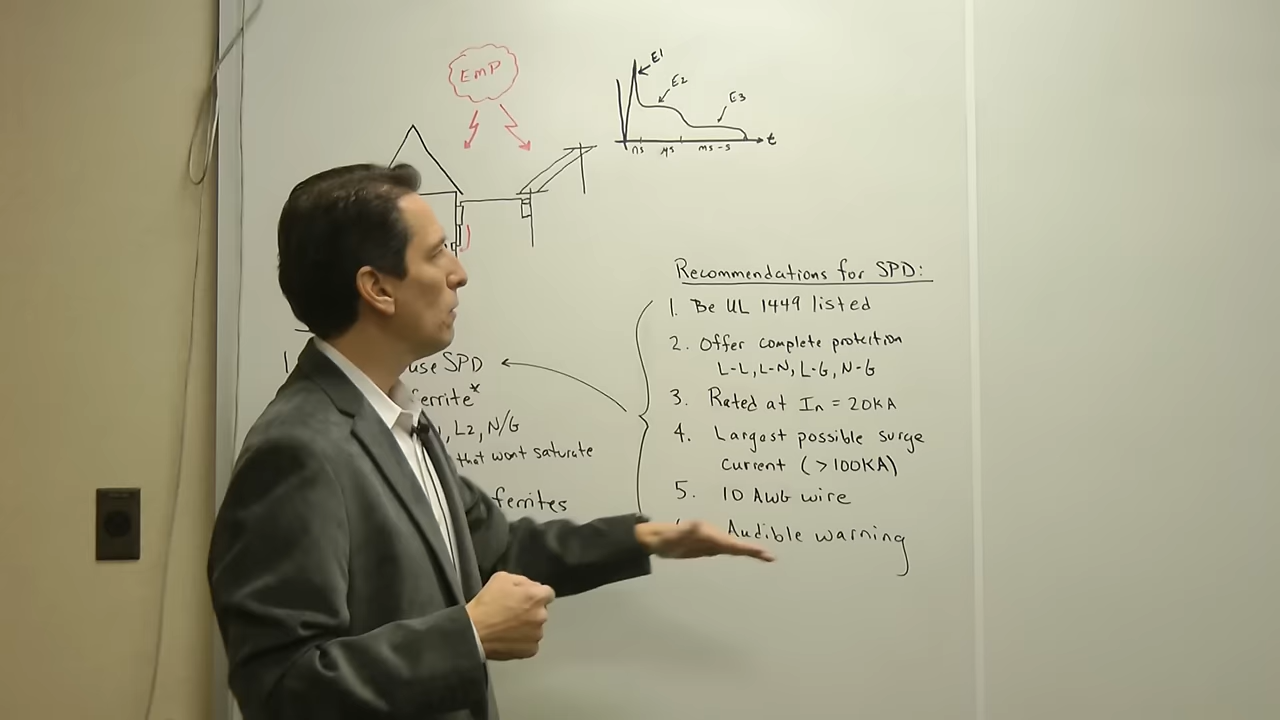 EMP
E1
E2
E3
t
ns μs ms-s
Recommendations for SPD:
1. Be UL 1449 listed
2. Offer complete protection
L-L, L-N, L-G, N-G
3. Rated at In = 20KA
4. Largest possible surge
current (>100KA)
5. 10 AWG wire
Audible warning
1
use SPD
ferrite*
, L2, N/G
that wont saturate
ferrites